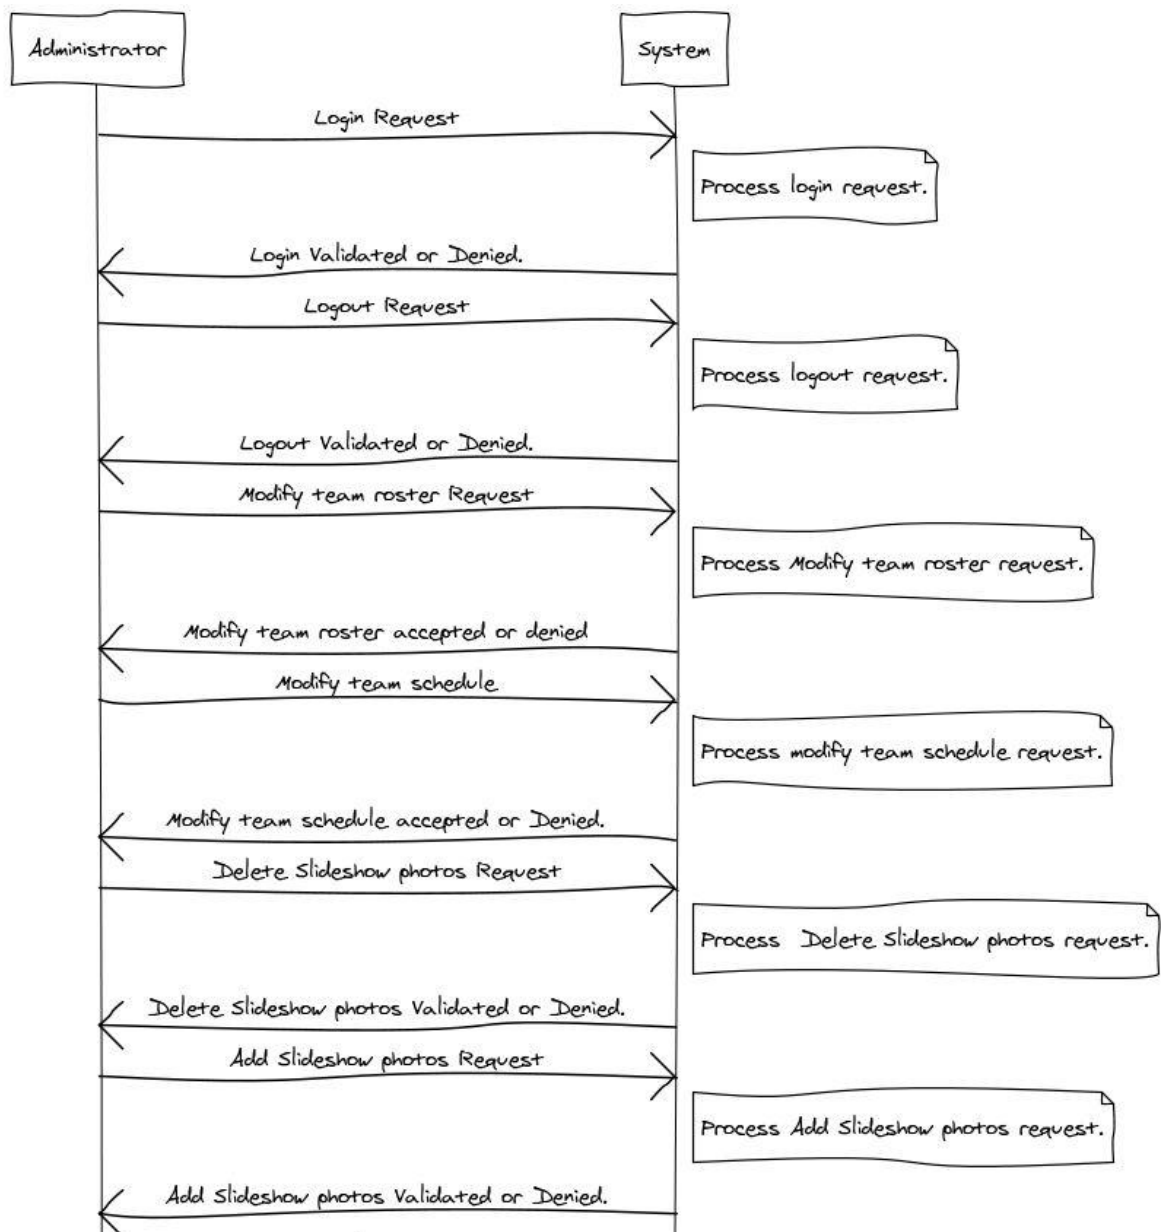 Administrator
System
Login Request
Process login request.
Login Validated or Denied.
Logout Request
Process logout request.
Logout Validated or Denied.
Modify team roster Request
Process Modify team roster request.
Modify team roster accepted or denied
Modify team schedule
Process modify team schedule request.
Modify team schedule accepted or Denied.
Delete Slideshow photos Request
Process Delete Slideshow photos request.
Delete Slideshow photos Validated or Denied.
Add Slideshow photos Request
Process Add Slideshow photos request.
Add Slideshow photos Validated or Denied.